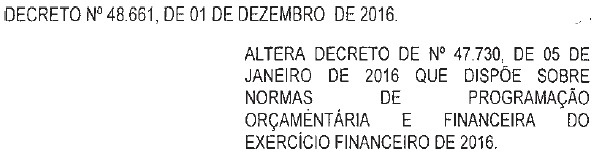 DECRETO Nº 48.661, DE 01 DE DEZEMBRO DE 2016.
ALTERA DECRETO DE Nº 47.730, DE 05 DE
JANEIRO DE 2016 QUE DISPÕE SOBRE
NORMAS DE PROGRAMAÇÃO
ORÇAMENTÁRIA E FINANCEIRA DO
EXERCÍCIO FINANCEIRO DE 2016.